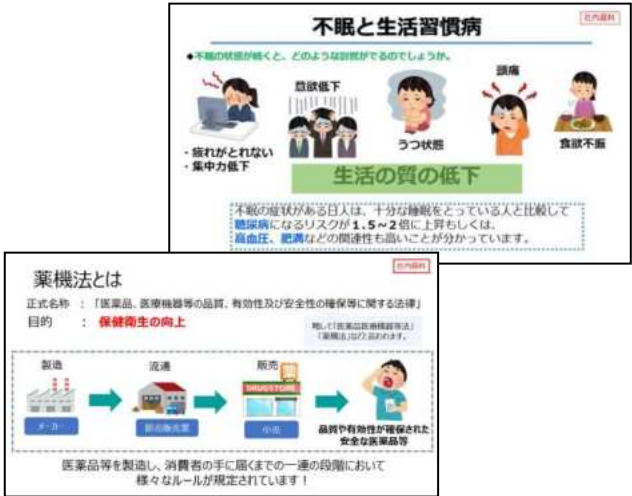 不眠と生活習慣病
社内資料
◆不眠の状態が続くと、どのような影響がでるのでしょうか。
意欲低下
頭痛
・疲れがとれない
・集中力低下
うつ状態
食欲不振
生活の質の低下
不眠の症状がある日人は、十分な睡眠をとっている人と比較して
糖尿病になるリスクが1.5~2倍に上昇もしくは、
高血圧、肥満などの関連性も高いことが分かっています。
薬機法とは
社内資料
正式名称 : 「医薬品、医療機器等の品質、有効性及び安全性の確保等に関する法律」
目的 : 保健衛生の向上
略して「医薬品医療機器等法」
「薬機法」などと言われます。
製造
流通
販売
DRUGSTORE
メーカー
卸売販売業
小売
品質や有効性が確保された
安全な医薬品等
医薬品等を製造し、消費者の手に届くまでの一連の段階において
様々なルールが規定されています!